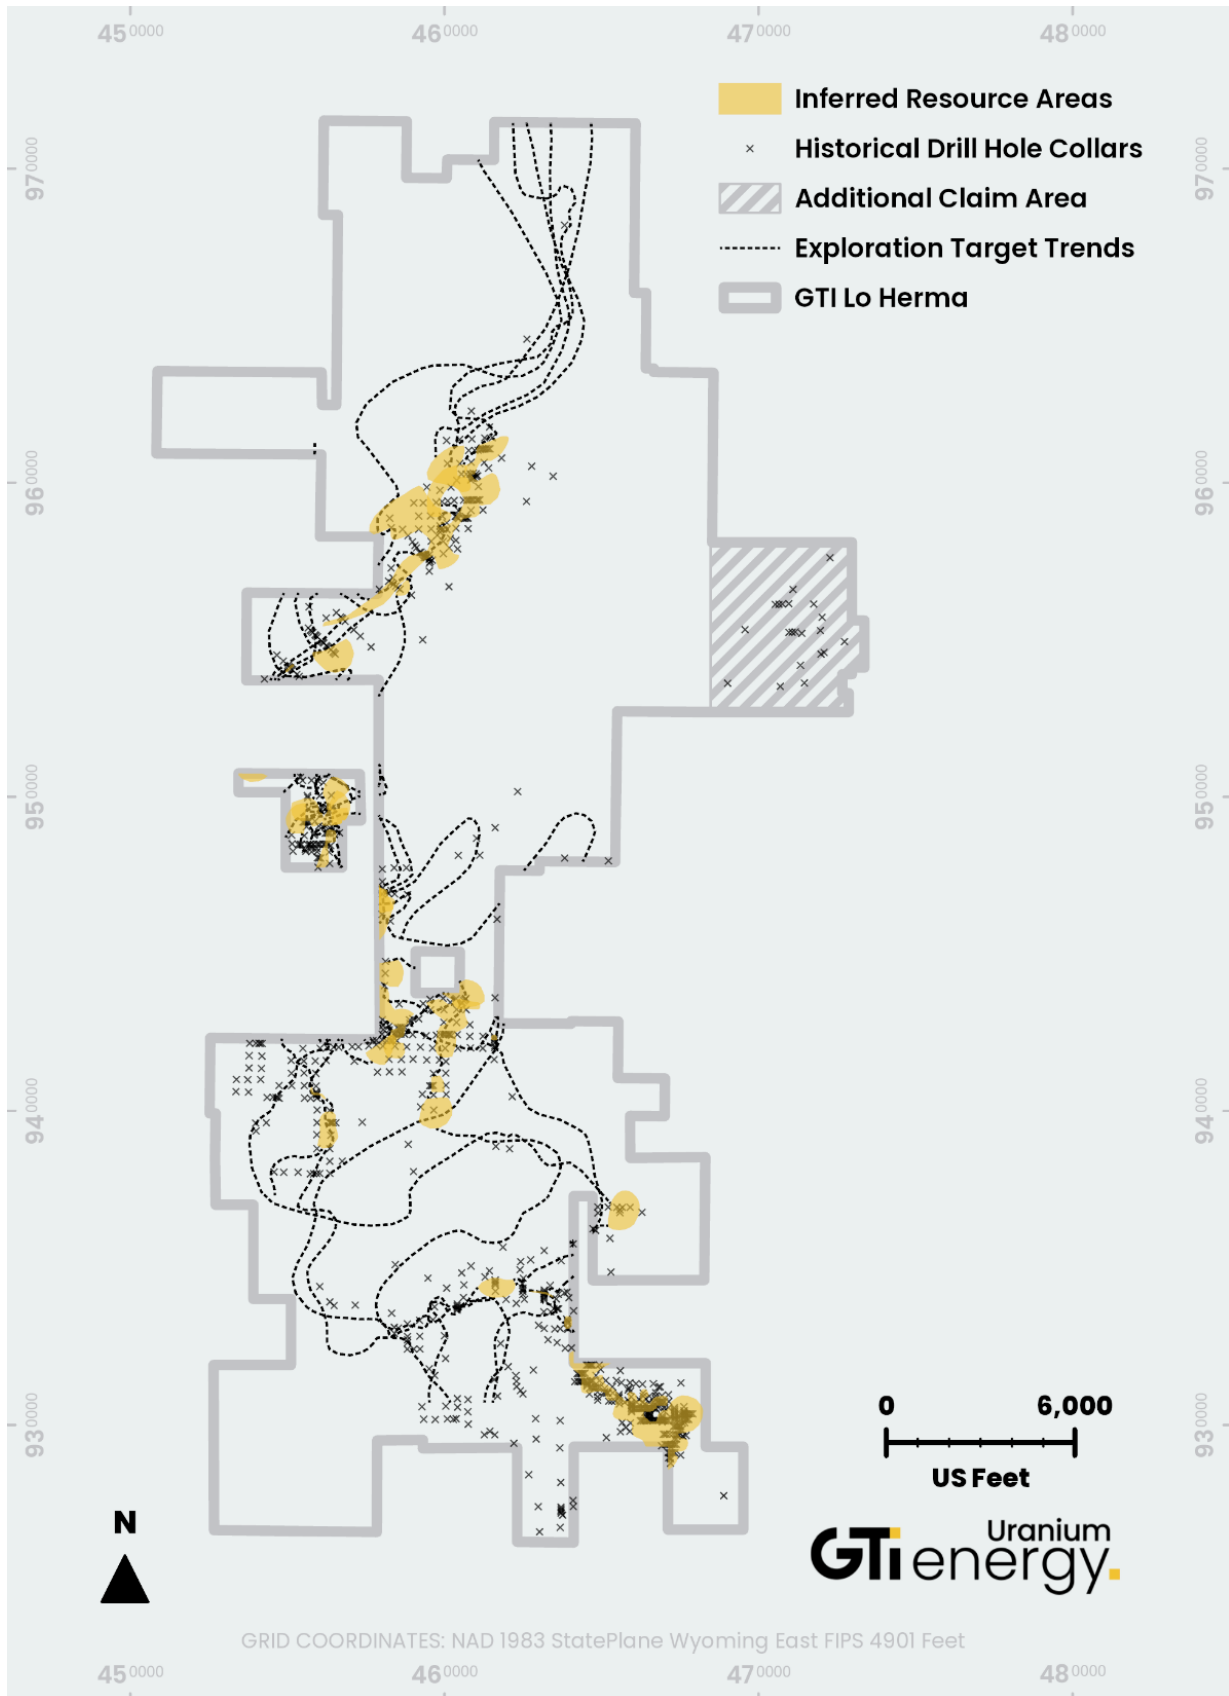 450000 460000 470000 480000
Inferred Resource Areas
Historical Drill Hole Collars
Additional Claim Area
Exploration Target Trends
GTI Lo Herma
970000 970000
960000 960000
950000 950000
940000 940000
930000 930000
0 6,000
US Feet
N
GTi Uranium
energy.
GRID COORDINATES: NAD 1983 StatePlane Wyoming East FIPS 4901 Feet
450000 460000 470000 480000